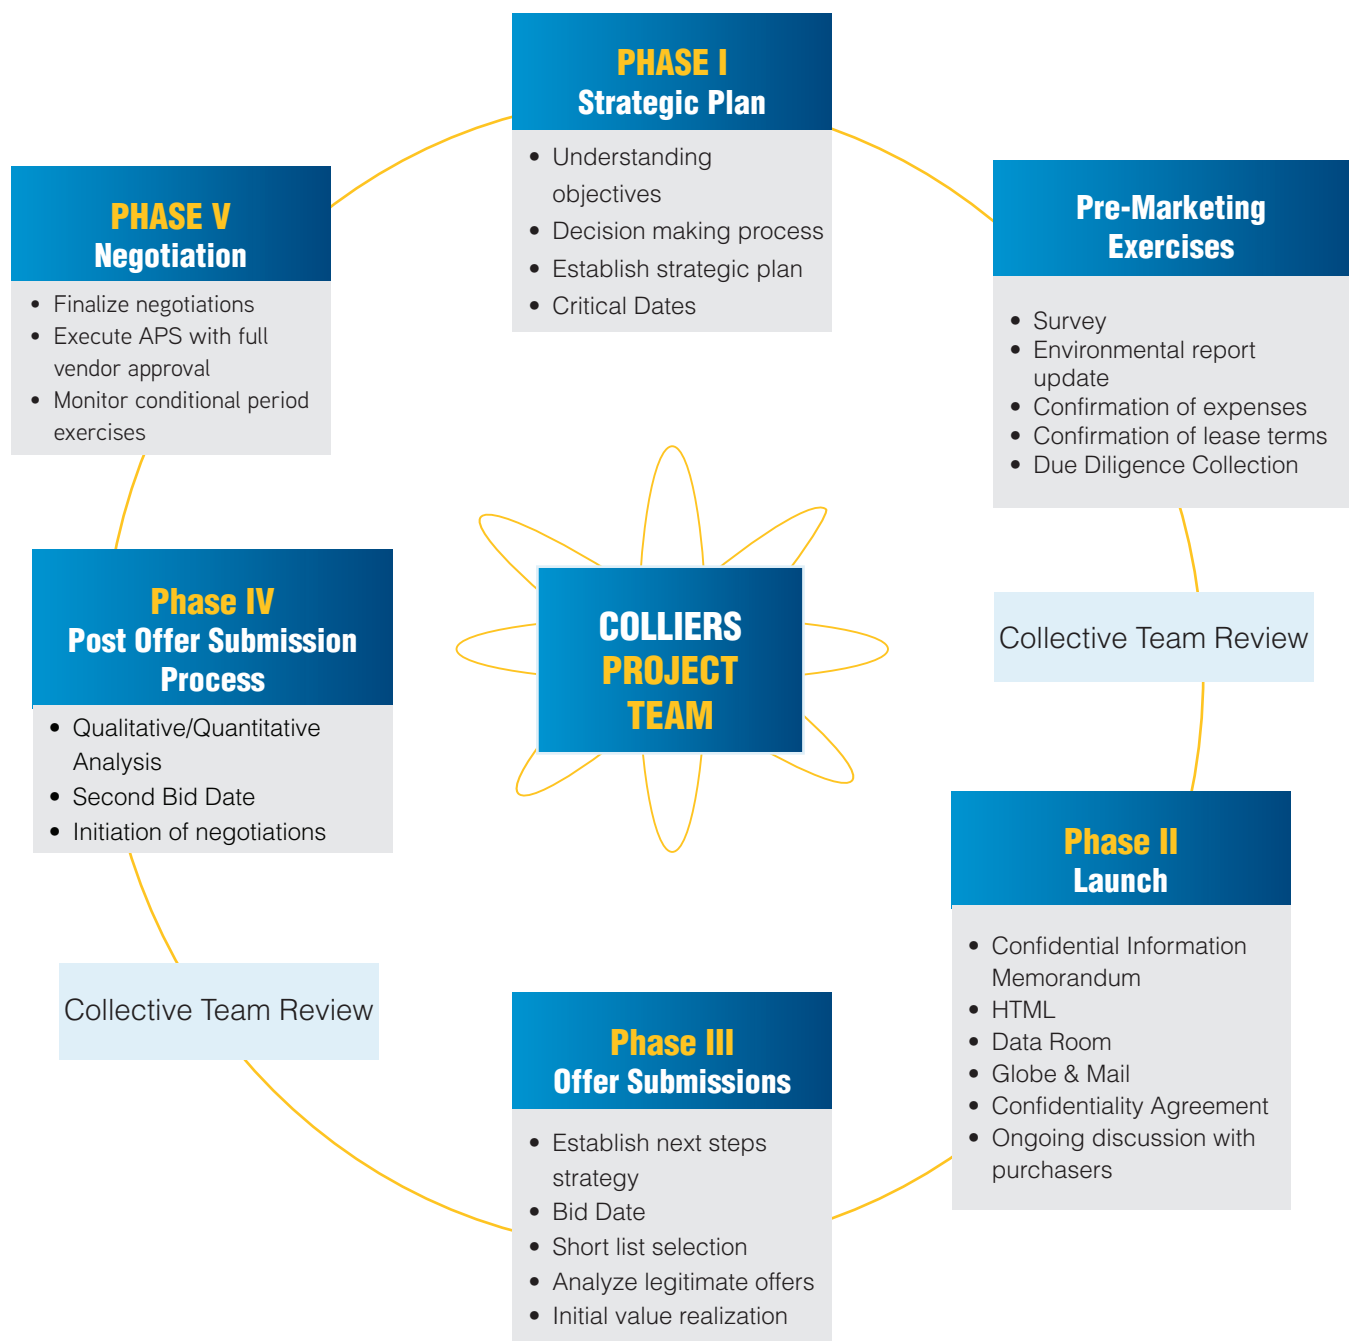 PHASE I
Strategic Plan
• Understanding
objectives
• Decision making process
• Establish strategic plan
• Critical Dates
Pre-Marketing
Exercises
• Survey
• Environmental report
update
• Confirmation of expenses
• Confirmation of lease terms
• Due Diligence Collection
Collective Team Review
Phase II
Launch
• Confidential Information
Memorandum
• HTML
• Data Room
• Globe & Mail
• Confidentiality Agreement
• Ongoing discussion with
purchasers
Phase III
Offer Submissions
• Establish next steps
strategy
• Bid Date
• Short list selection
• Analyze legitimate offers
• Initial value realization
Collective Team Review
Phase IV
Post Offer Submission
Process
• Qualitative/Quantitative
Analysis
• Second Bid Date
• Initiation of negotiations
PHASE V
Negotiation
• Finalize negotiations
• Execute APS with full
vendor approval
• Monitor conditional period
exercises
COLLIERS
PROJECT
TEAM